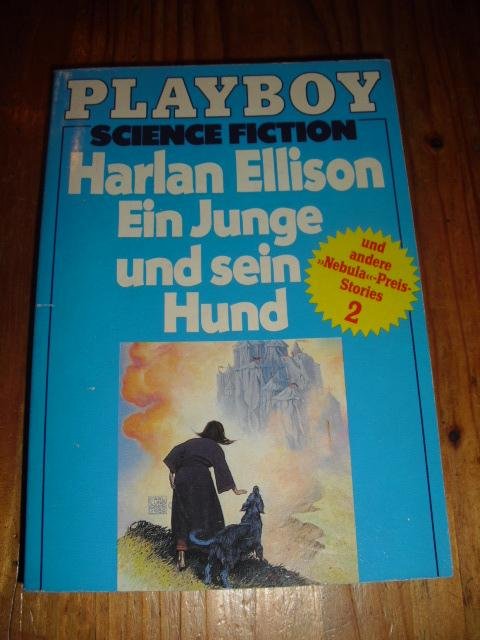 PLAYBOY
SCIENCE FICTION
Harlan Ellison
Ein Junge
und sein
Hund
und
andere
»Nebula«-Preis-
Stories
2